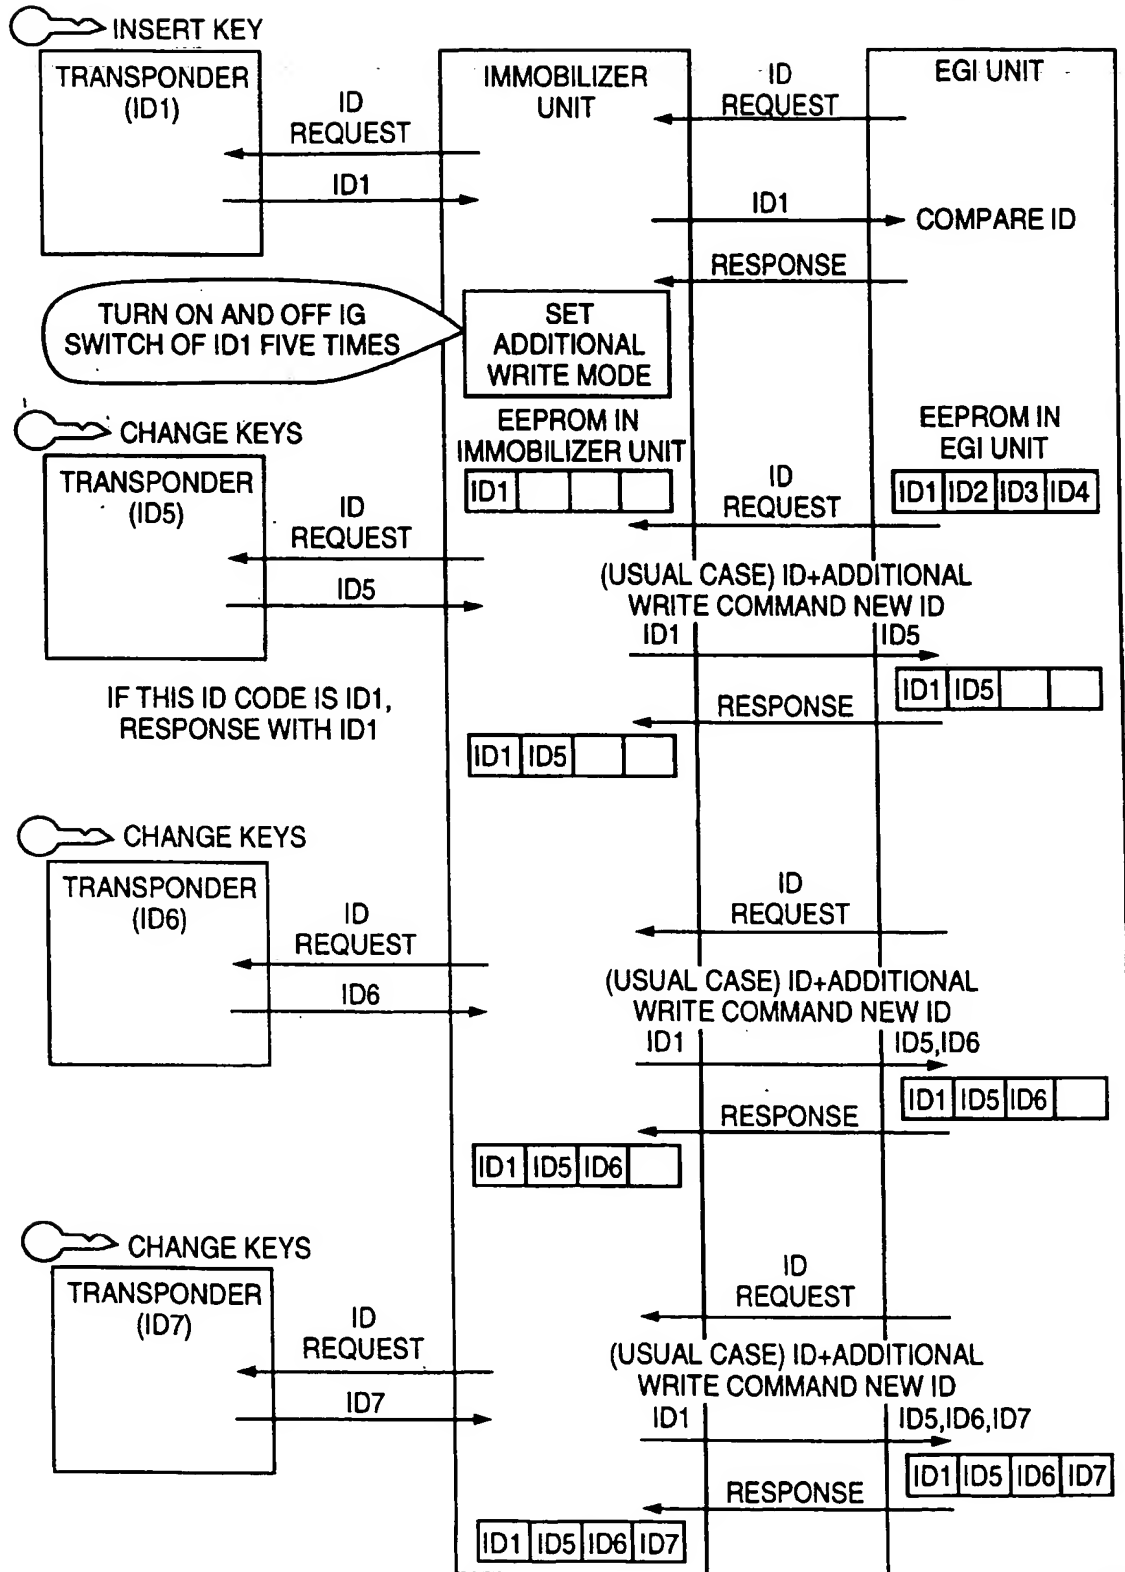 INSERT KEY
TRANSPONDER
(ID1)
IMMOBILIZER
UNIT
EGI UNIT
ID
REQUEST
ID
REQUEST
ID1
ID1
COMPARE ID
RESPONSE
TURN ON AND OFF IG
SWITCH OF ID1 FIVE TIMES
SET
ADDITIONAL
WRITE MODE
CHANGE KEYS
EEPROM IN
IMMOBILIZER UNIT
EEPROM IN
EGI UNIT
TRANSPONDER
(ID5)
ID1
ID1 ID2 ID3 ID4
ID
REQUEST
ID
REQUEST
ID5
(USUAL CASE) ID+ADDITIONAL
WRITE COMMAND NEW ID
ID1 ID5
ID1 ID5
IF THIS ID CODE IS ID1,
RESPONSE WITH ID1
RESPONSE
ID1 ID5
CHANGE KEYS
TRANSPONDER
(ID6)
ID
REQUEST
ID
REQUEST
ID6
(USUAL CASE) ID+ADDITIONAL
WRITE COMMAND NEW ID
ID1 ID5,ID6
ID1 ID5 ID6
RESPONSE
ID1 ID5 ID6
CHANGE KEYS
TRANSPONDER
(ID7)
ID
REQUEST
ID
REQUEST
ID7
(USUAL CASE) ID+ADDITIONAL
WRITE COMMAND NEW ID
ID1 ID5,ID6,ID7
ID1 ID5 ID6 ID7
RESPONSE
ID1 ID5 ID6 ID7